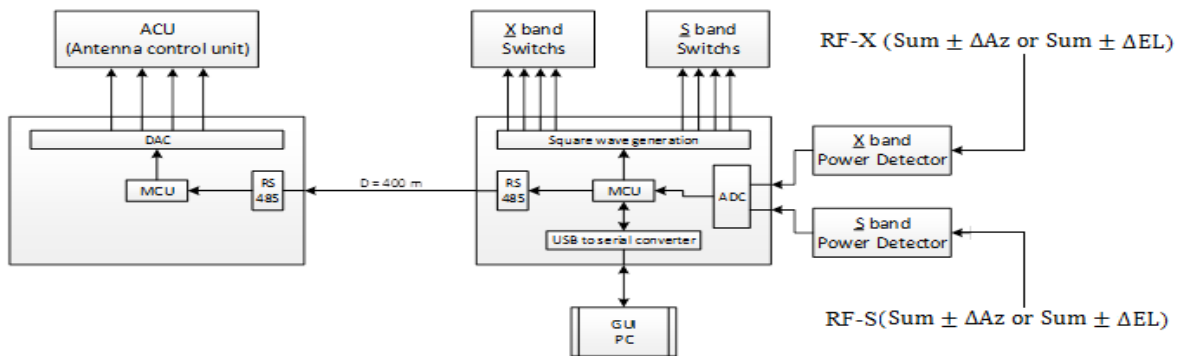 ACU
(Antenna control unit)
X band
Switchs
S band
Switchs
RF-X (Sum ± ΔAz or Sum ± ΔEL)
DAC
MCU
RS
485
D = 400 m
Square wave generation
RS
485
MCU
ADC
USB to serial converter
X band
Power Detector
S band
Power Detector
GUI
PC
RF-S(Sum ± ΔAz or Sum ± ΔEL)